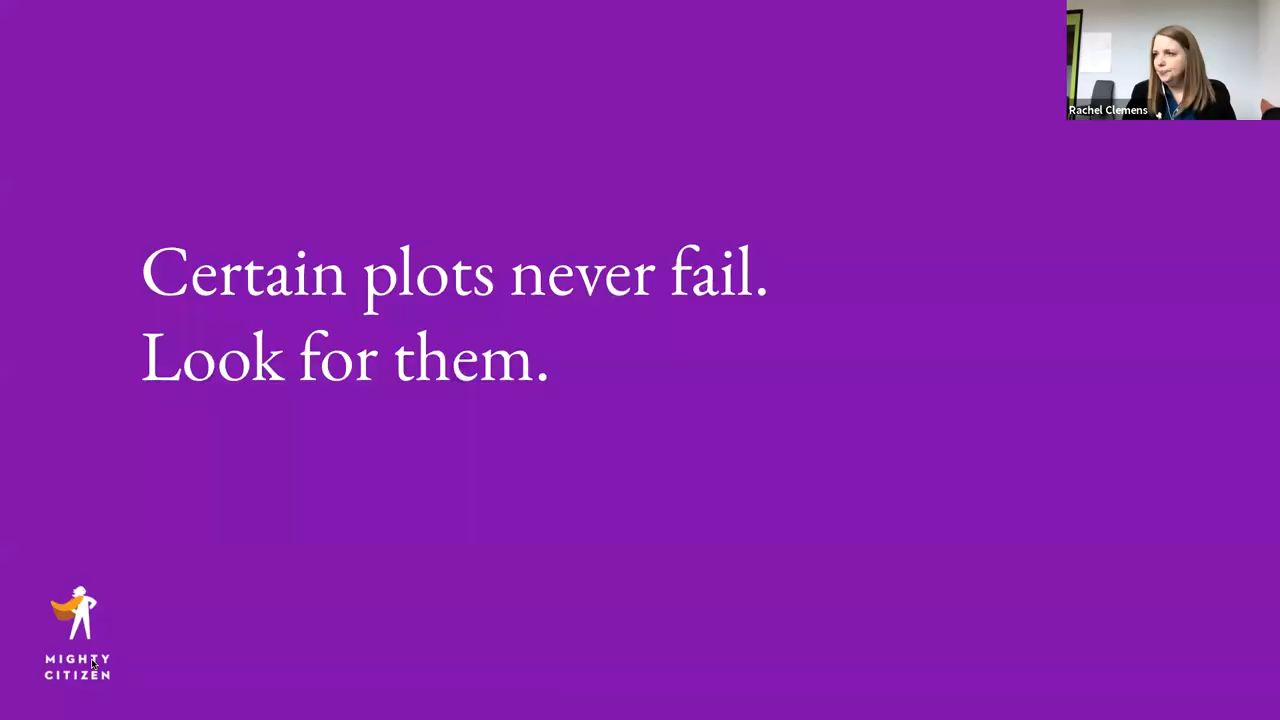 Rachel Clemens
Certain plots never fail.
Look for them.
MIGHTY
CITIZEN